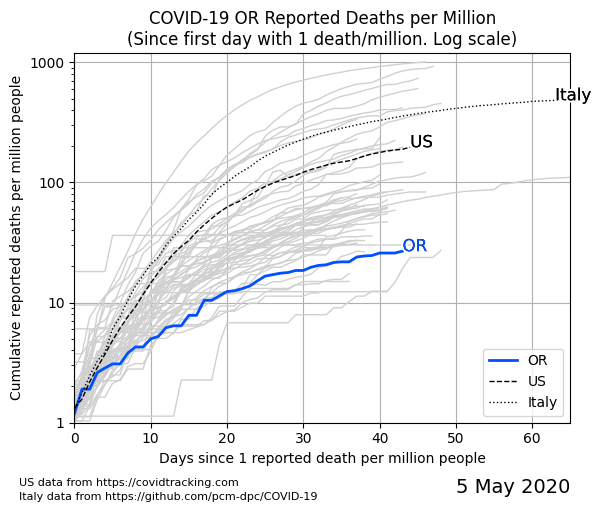 COVID-19 OR Reported Deaths per Million
(Since first day with 1 death/million. Log scale)
Cumulative reported deaths per million people
1000
100
10
1
Italy
US
OR
OR
US
Italy
0 10 20 30 40 50 60
Days since 1 reported death per million people
US data from https://covidtracking.com
Italy data from https://github.com/pcm-dpc/COVID-19
5 May 2020